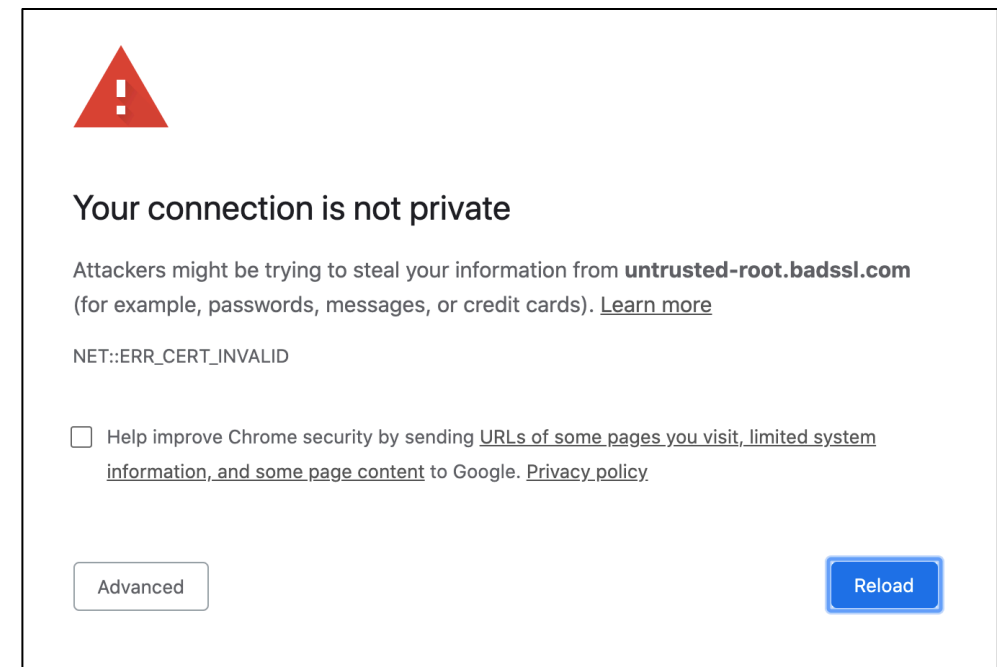 Your connection is not private
Attackers might be trying to steal your information from untrusted-root.badssl.com
(for example, passwords, messages, or credit cards). Learn more
NET::ERR_CERT_INVALID
Help improve Chrome security by sending URLs of some pages you visit, limited system
information, and some page content to Google. Privacy policy
Advanced
Reload